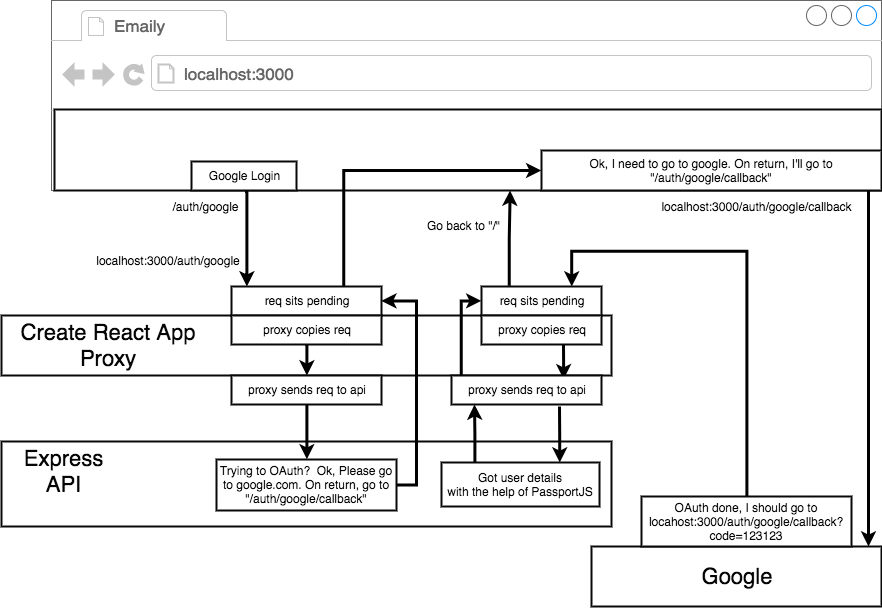 Emaily
localhost:3000
Ok, I need to go to google. On return, I'll go to
"/auth/google/callback"
Google Login
/auth/google
localhost:3000/auth/google/callback
Go back to "/"
localhost:3000/auth/google
req sits pending
req sits pending
Create React App
Proxy
proxy copies req
proxy copies req
proxy sends req to api
proxy sends req to api
Express
API
Trying to OAuth?  Ok, Please go
to google.com. On return, go to
"/auth/google/callback"
Got user details
with the help of PassportJS
OAuth done, I should go to
locahost:3000/auth/google/callback?
code=123123
Google